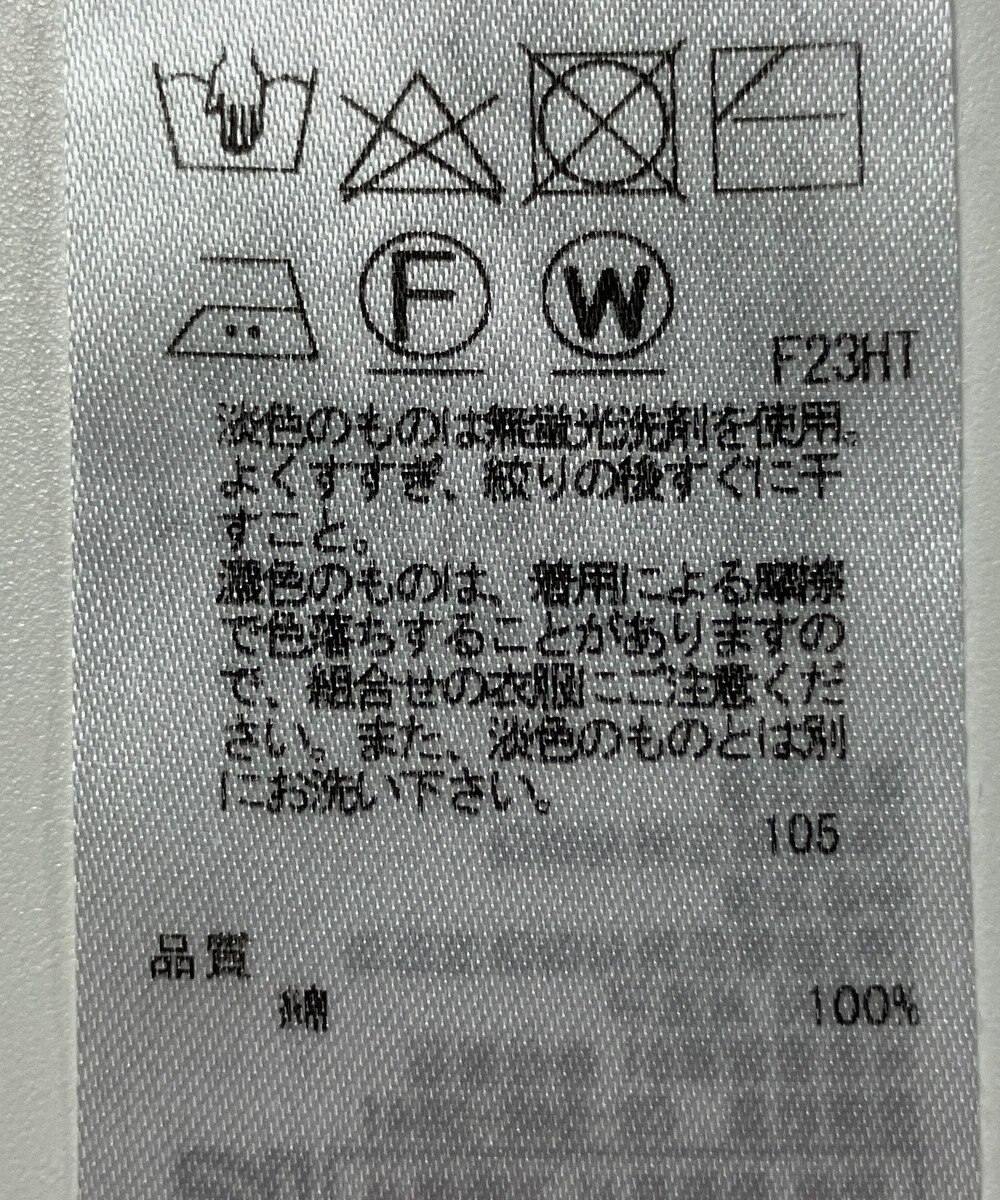 F
W
F23HT
淡色のものは無蛍光洗剤を使用。
よくすすぎ、絞りの後すぐに干
すこと。
濃色のものは、着用による摩擦
で色落ちすることがありますの
で、組合せの衣服にご注意くだ
さい。また、淡色のものとは別
にお洗い下さい。
105
品質
綿 100%